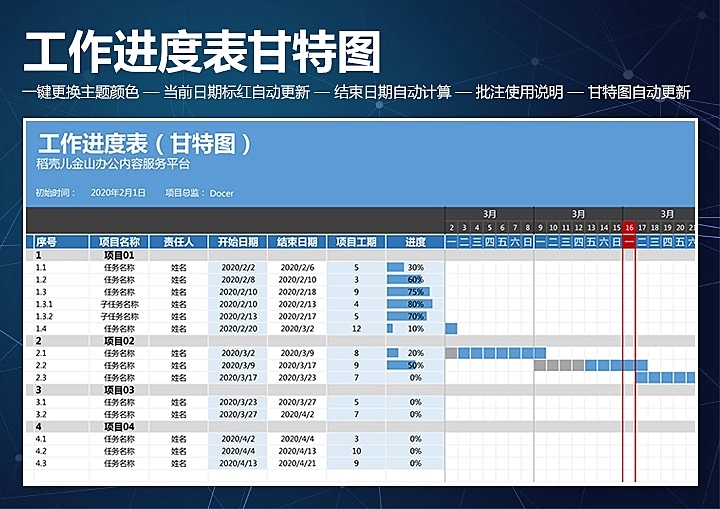 工作进度表甘特图
一键更换主题颜色 — 当前日期标红自动更新 — 结束日期自动计算 — 批注使用说明 — 甘特图自动更新
工作进度表（甘特图）
稻壳儿金山办公内容服务平台
初始时间： 2020年2月1日 项目总监： Docer
3月 3月 3月
2 3 4 5 6 7 8 9 10 11 12 13 14 15 16 17 18 19 20 21
序号 项目名称 责任人 开始日期 结束日期 项目工期 进度 一 二 三 四 五 六 日 一 二 三 四 五 六 日 一 二 三 四 五 六
1 项目01
1.1 任务名称 姓名 2020/2/2 2020/2/6 5 30%
1.2 任务名称 姓名 2020/2/8 2020/2/10 3 60%
1.3 任务名称 姓名 2020/2/10 2020/2/18 9 75%
1.3.1 子任务名称 姓名 2020/2/10 2020/2/13 4 80%
1.3.2 子任务名称 姓名 2020/2/13 2020/2/17 5 70%
1.4 任务名称 姓名 2020/2/20 2020/3/2 12 10%
2 项目02
2.1 任务名称 姓名 2020/3/2 2020/3/9 8 20%
2.2 任务名称 姓名 2020/3/9 2020/3/17 9 50%
2.3 任务名称 姓名 2020/3/17 2020/3/23 7 0%
3 项目03
3.1 任务名称 姓名 2020/3/23 2020/3/27 5 0%
3.2 任务名称 姓名 2020/3/27 2020/4/2 7 0%
4 项目04
4.1 任务名称 姓名 2020/4/2 2020/4/4 3 0%
4.2 任务名称 姓名 2020/4/4 2020/4/13 10 0%
4.3 任务名称 姓名 2020/4/13 2020/4/21 9 0%